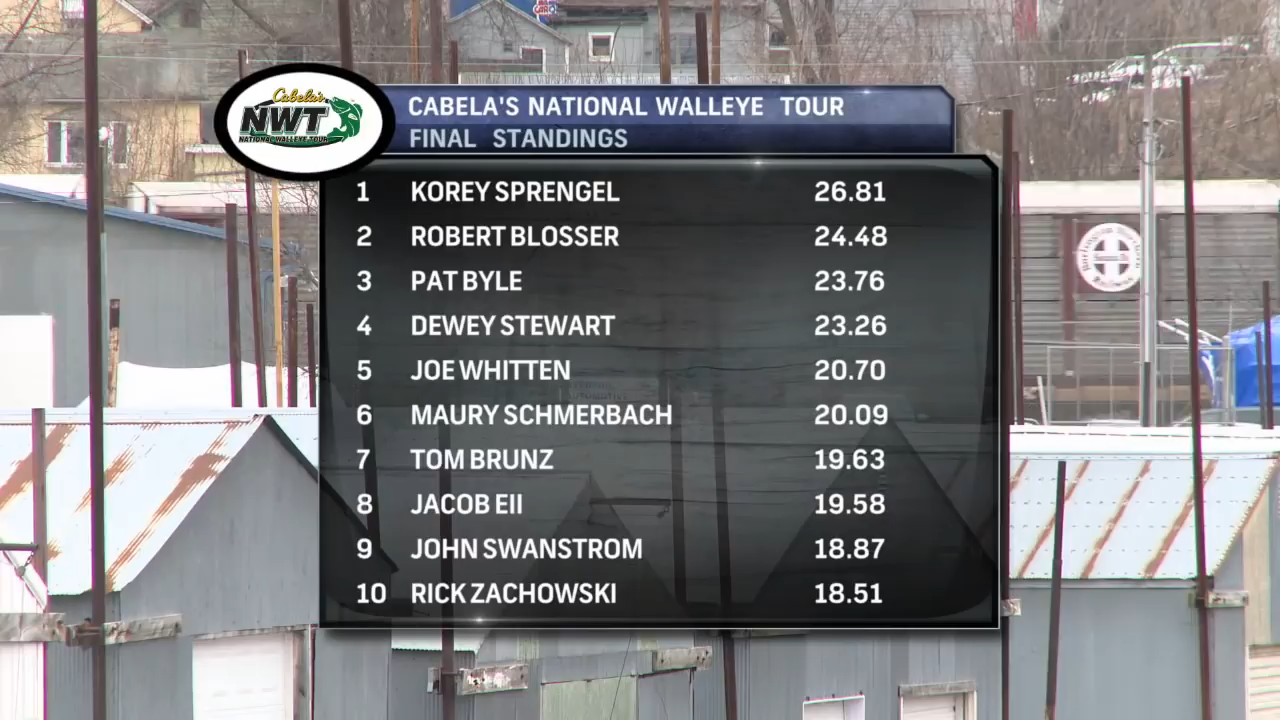 Cabela's
NWT
NATIONAL WALLEYE TOUR
CABELA'S NATIONAL WALLEYE TOUR
FINAL STANDINGS
1 KOREY SPRENGEL 26.81
2 ROBERT BLOSSER 24.48
3 PAT BYLE 23.76
4 DEWEY STEWART 23.26
5 JOE WHITTEN 20.70
6 MAURY SCHMERBACH 20.09
7 TOM BRUNZ 19.63
8 JACOB EII 19.58
9 JOHN SWANSTROM 18.87
10 RICK ZACHOWSKI 18.51